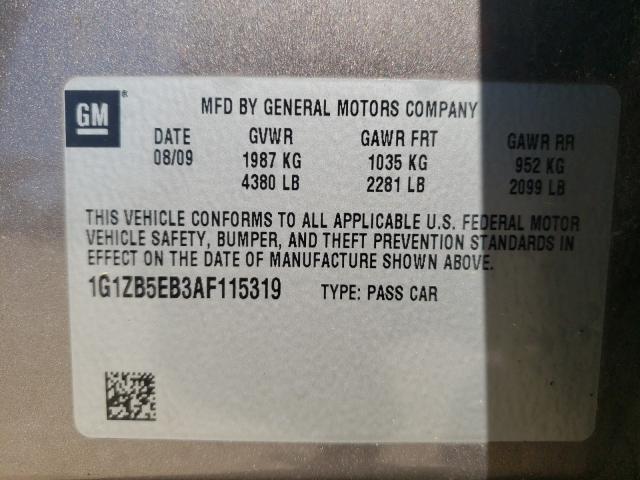 GM ®
MFD BY GENERAL MOTORS COMPANY
DATE GVWR GAWR FRT GAWR RR
08/09 1987 KG 1035 KG 952 KG
4380 LB 2281 LB 2099 LB
THIS VEHICLE CONFORMS TO ALL APPLICABLE U.S. FEDERAL MOTOR
VEHICLE SAFETY, BUMPER, AND THEFT PREVENTION STANDARDS IN
EFFECT ON THE DATE OF MANUFACTURE SHOWN ABOVE.
1G1ZB5EB3AF115319 TYPE: PASS CAR